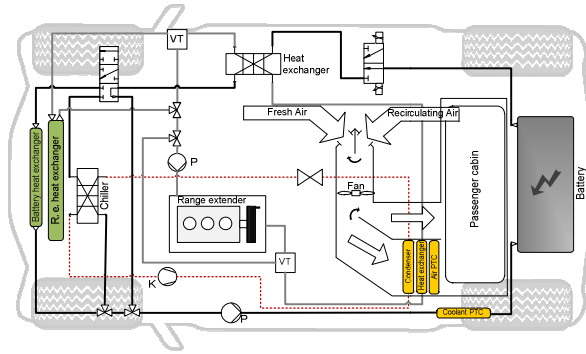 VT
Heat
exchanger
Fresh Air
Recirculating Air
Battery heat exchanger
R. e. heat exchanger
P
Chiller
Range extender
Fan
Passenger cabin
Battery
VT
Condenser
Heat exchanger
Air PTC
K
P
Coolant PTC